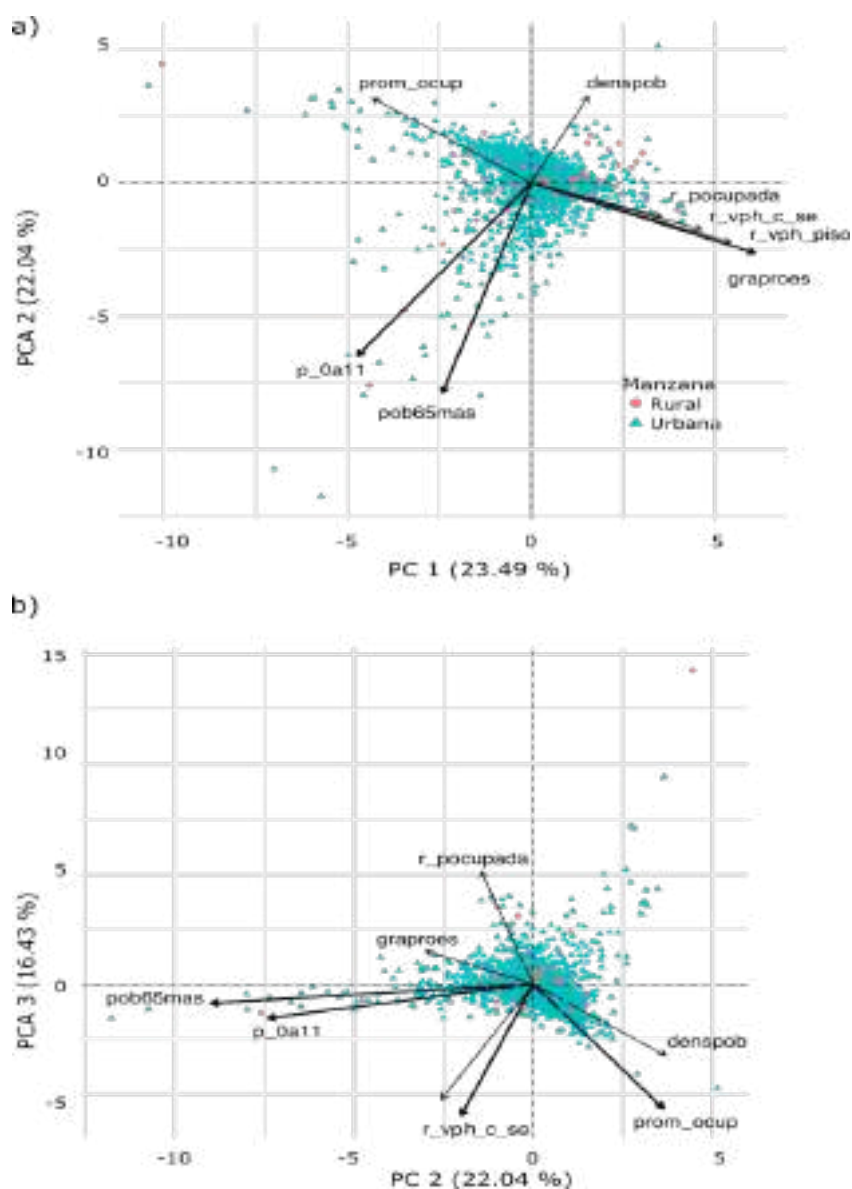 a)
5
prom_ocup
denspob
0
r_pocupada
r_vph_c_se
r_vph_piso
graproes
PCA 2 (22.04 %)
-5
p_0a11
pob65mas
Manzana
Rural
Urbana
-10
-10
-5
0
5
PC 1 (23.49 %)
b)
15
10
5
r_pocupada
graproes
PCA 3 (16.43 %)
0
pob65mas
p_0a11
denspob
-5
r_vph_c_se
prom_ocup
-10
-5
0
5
PC 2 (22.04 %)